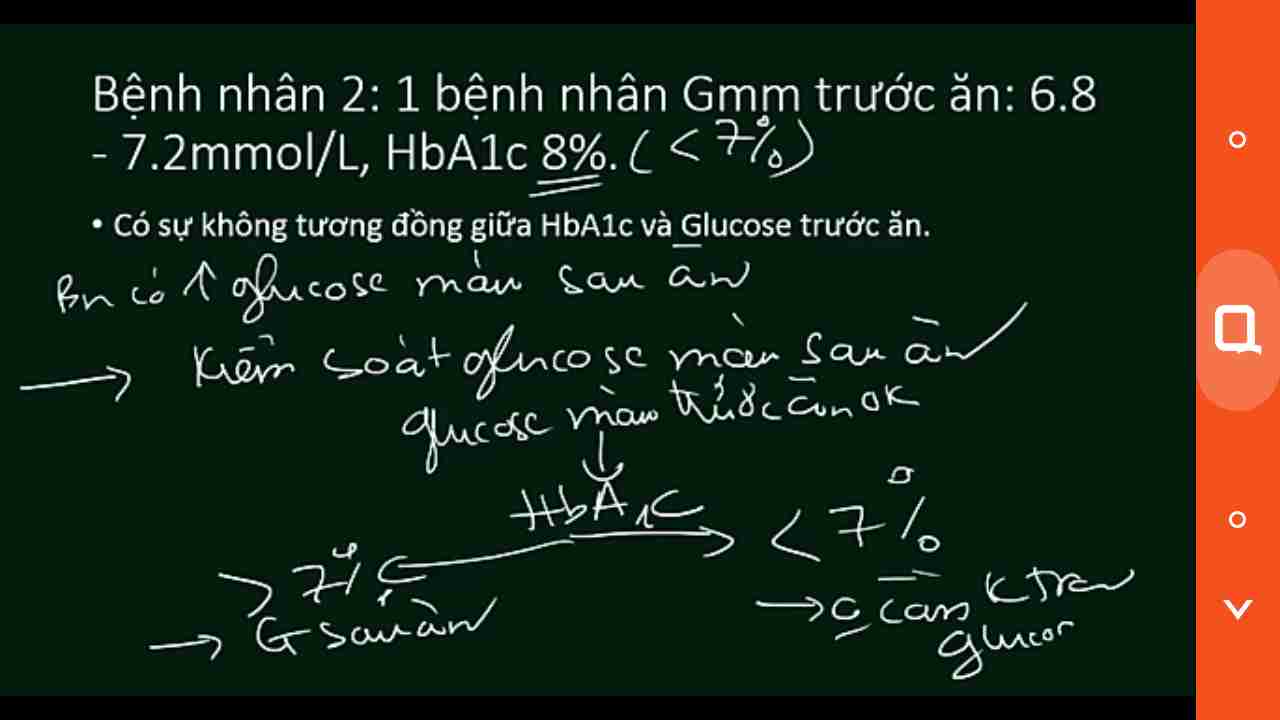 Bệnh nhân 2: 1 bệnh nhân Gmm trước ăn: 6.8
- 7.2mmol/L, HbA1c 8%. (< 7%)
• Có sự không tương đồng giữa HbA1c và Glucose trước ăn.
Bn có ↑ glucose máu sau ăn
→ Kiểm soát glucose máu sau ăn
glucose máu trước ăn ok
↓
HbA1c
< 7%
> 7%
→ G sau ăn
→ cần k tra
glucor